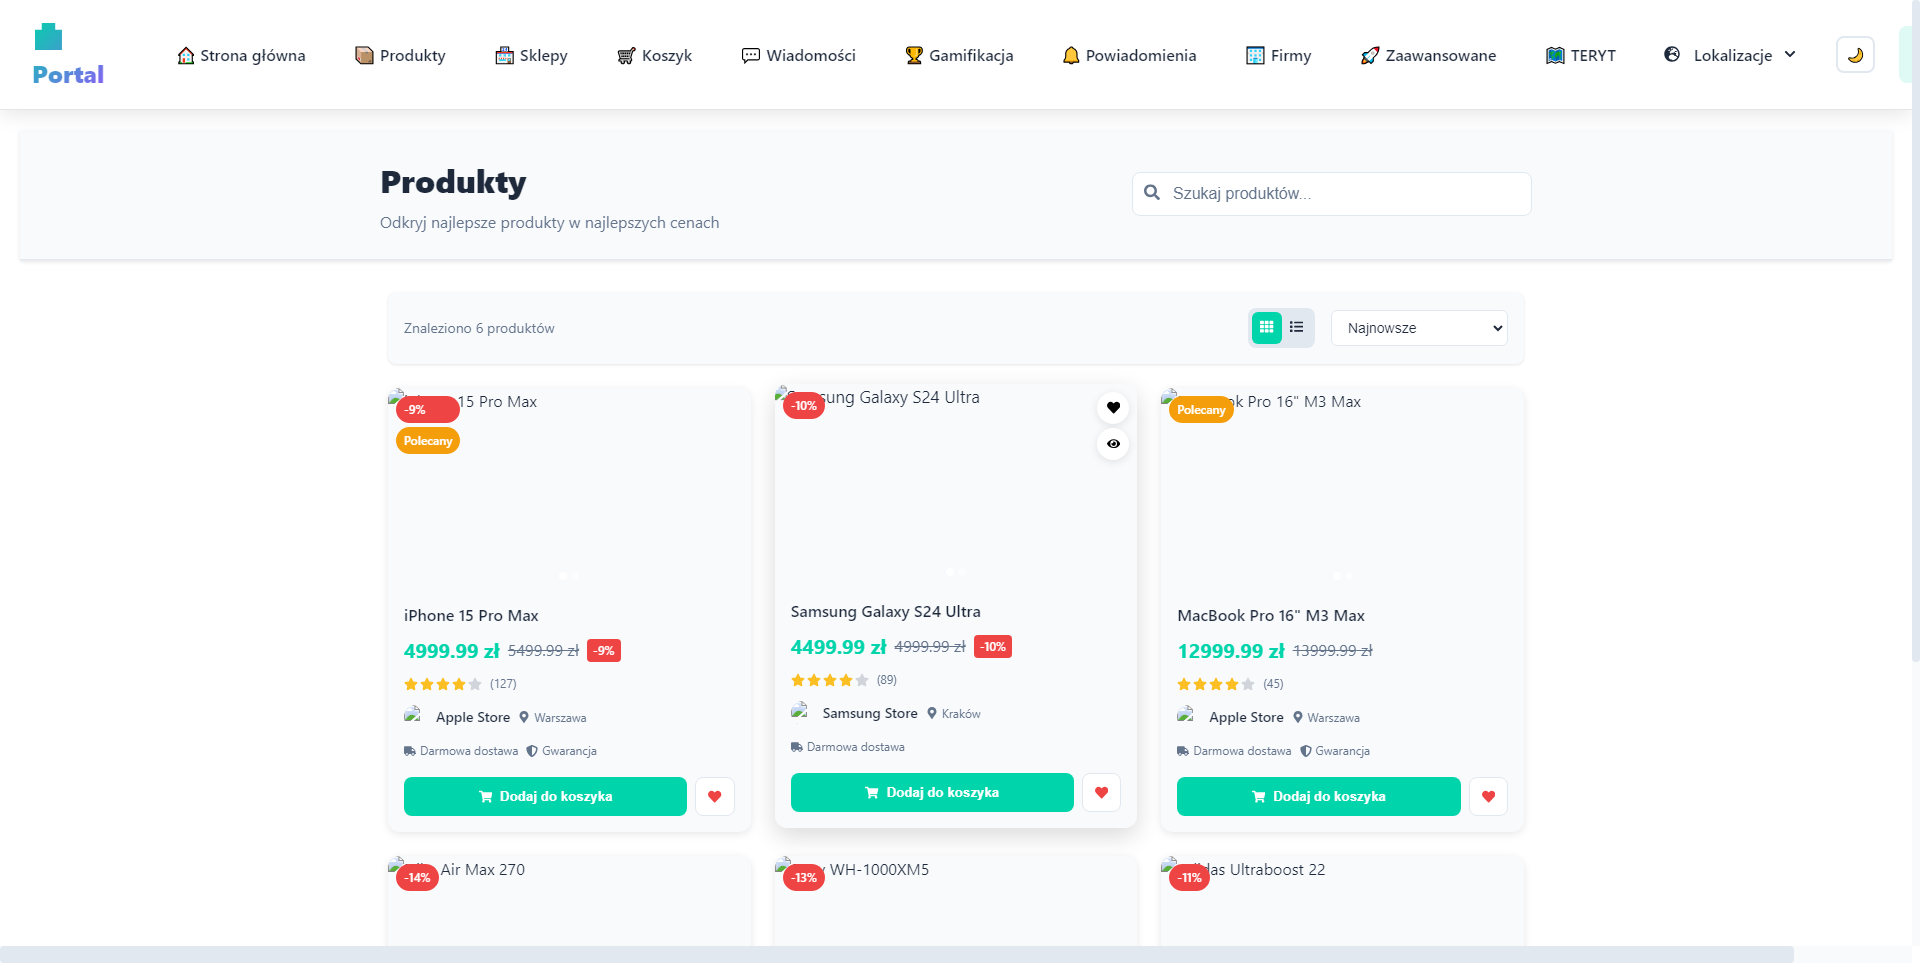 Portal
Strona główna
Produkty
Sklepy
Koszyk
Wiadomości
Gamifikacja
Powiadomienia
Firmy
Zaawansowane
TERYT
Lokalizacje
Produkty
Odkryj najlepsze produkty w najlepszych cenach
Szukaj produktów...
Znaleziono 6 produktów
Najnowsze
15 Pro Max
-9%
Polecany
iPhone 15 Pro Max
4999.99 zł 5499.99 zł -9%
(127)
Apple Store Warszawa
Darmowa dostawa Gwarancja
Dodaj do koszyka
Samsung Galaxy S24 Ultra
-10%
Samsung Galaxy S24 Ultra
4499.99 zł 4999.99 zł -10%
(89)
Samsung Store Kraków
Darmowa dostawa
Dodaj do koszyka
Pro 16" M3 Max
Polecany
MacBook Pro 16" M3 Max
12999.99 zł 13999.99 zł
(45)
Apple Store Warszawa
Darmowa dostawa Gwarancja
Dodaj do koszyka
Air Max 270
-14%
WH-1000XM5
-13%
Ultraboost 22
-11%